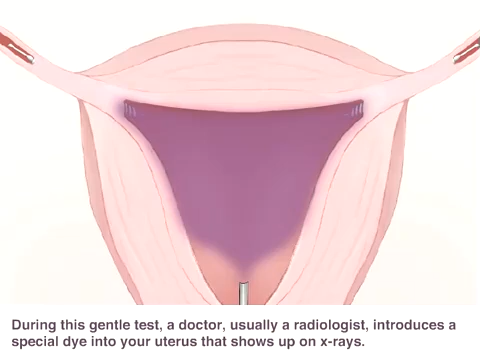 During this gentle test, a doctor, usually a radiologist, introduces a
special dye into your uterus that shows up on x-rays.